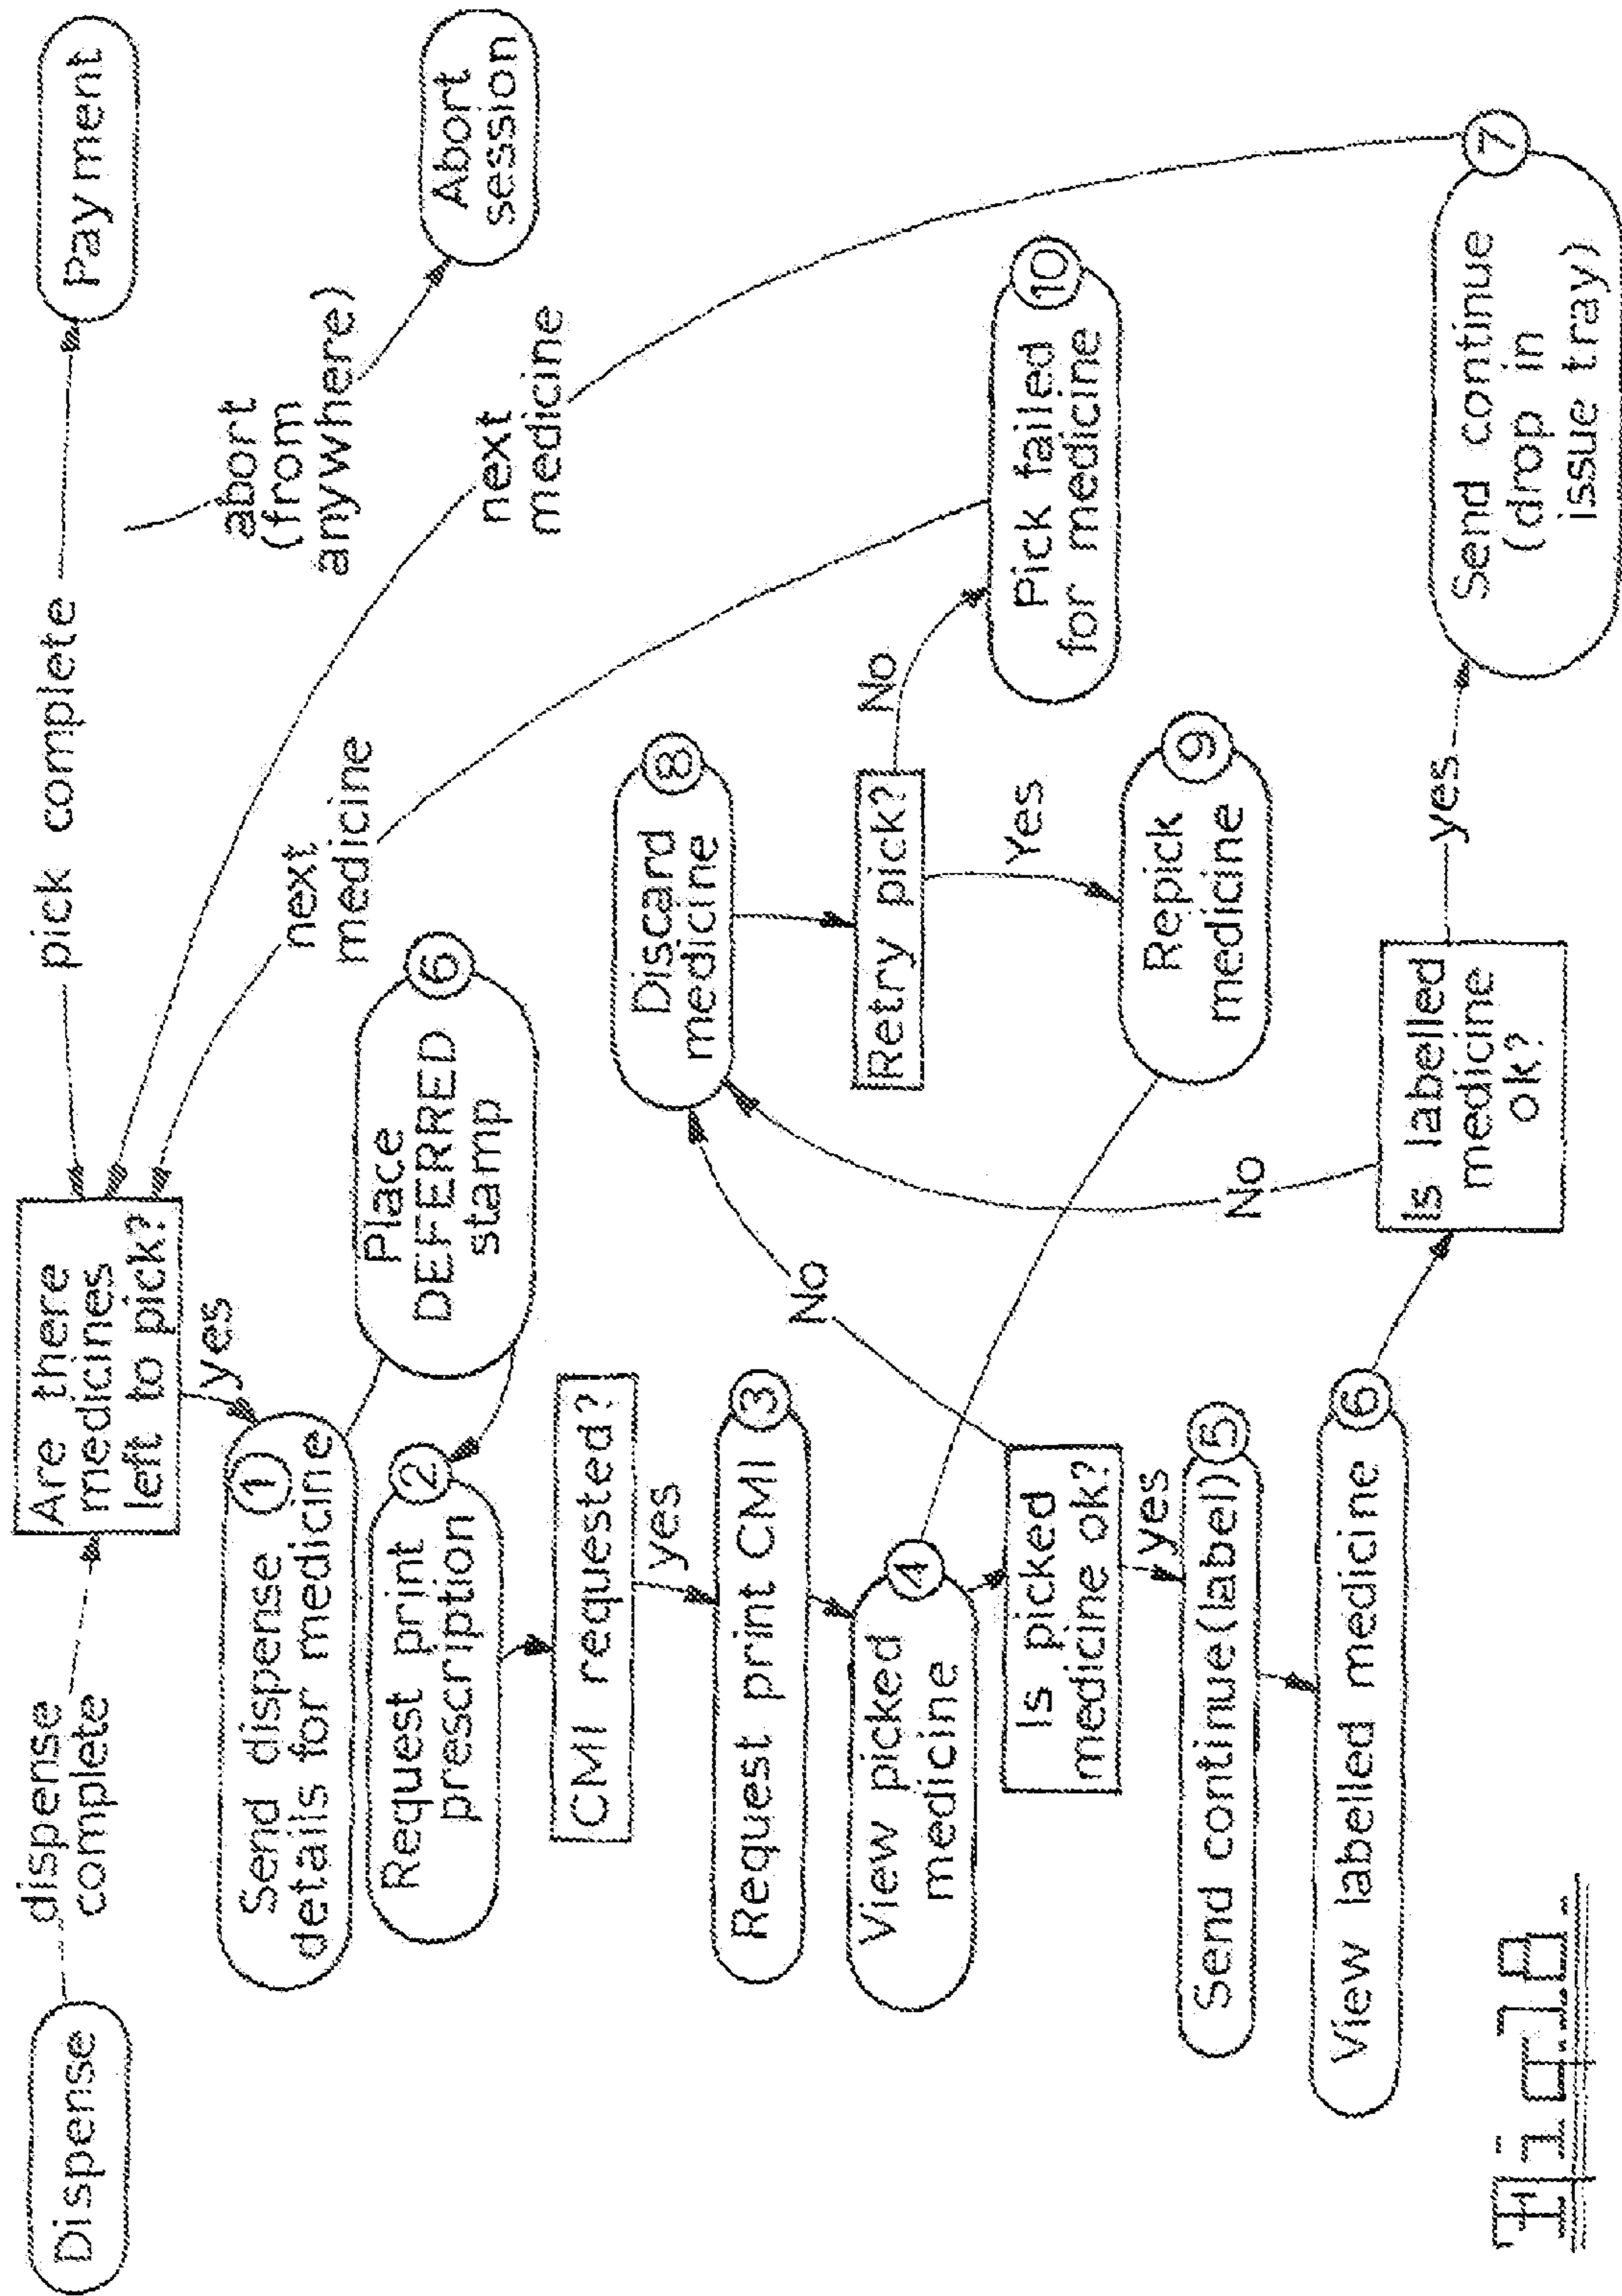 Dispense
dispense
complete
Are there
medicines
left to pick?
pick complete
Payment
yes
abort
(from
anywhere)
Abort
session
Send dispense
details for medicine
1
Place
DEFERRED
stamp
6
next
medicine
next
medicine
Request print
prescription
2
CMI requested?
yes
Request print CMI
3
View picked
medicine
4
Is picked
medicine ok?
No
yes
Discard
medicine
8
Retry pick?
No
Yes
Pick failed
for medicine
10
Repick
medicine
9
Send continue(label)
5
View labelled medicine
6
No
Is labelled
medicine
ok?
yes
Send continue
(drop in
issue tray)
7